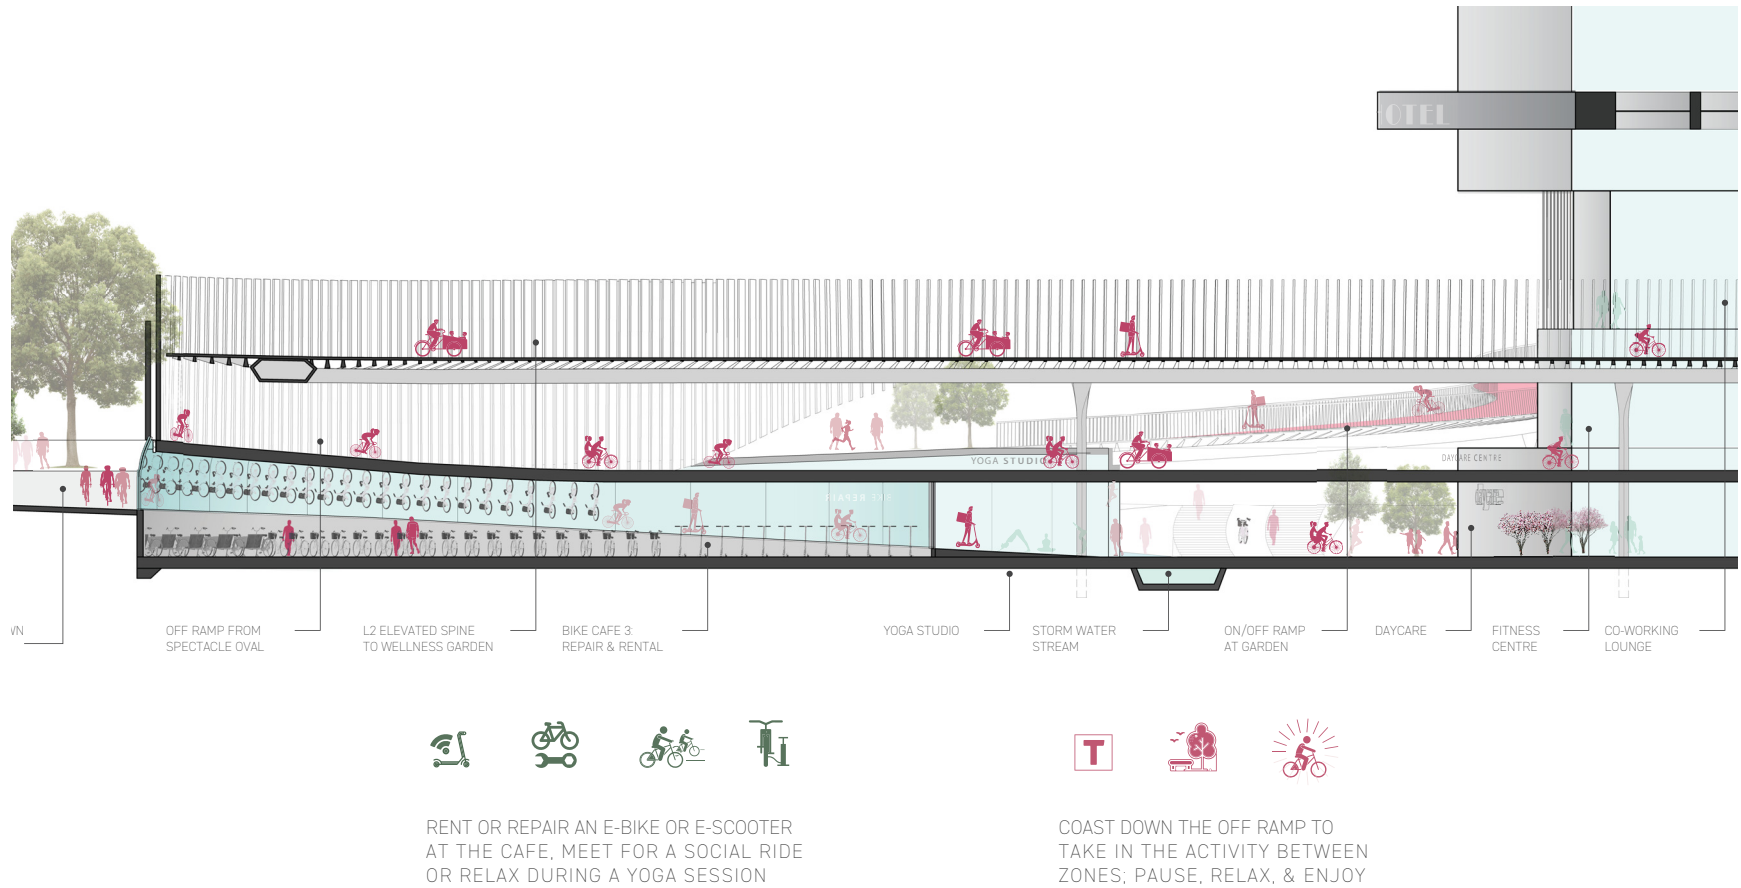 OTEL
YOGA STUDIO
DAYCARE CENTRE
BIKE REPAIR
WN
OFF RAMP FROM
SPECTACLE OVAL
L2 ELEVATED SPINE
TO WELLNESS GARDEN
BIKE CAFE 3:
REPAIR & RENTAL
YOGA STUDIO
STORM WATER
STREAM
ON/OFF RAMP
AT GARDEN
DAYCARE
FITNESS
CENTRE
CO-WORKING
LOUNGE
T
RENT OR REPAIR AN E-BIKE OR E-SCOOTER
AT THE CAFE, MEET FOR A SOCIAL RIDE
OR RELAX DURING A YOGA SESSION
COAST DOWN THE OFF RAMP TO
TAKE IN THE ACTIVITY BETWEEN
ZONES; PAUSE, RELAX, & ENJOY